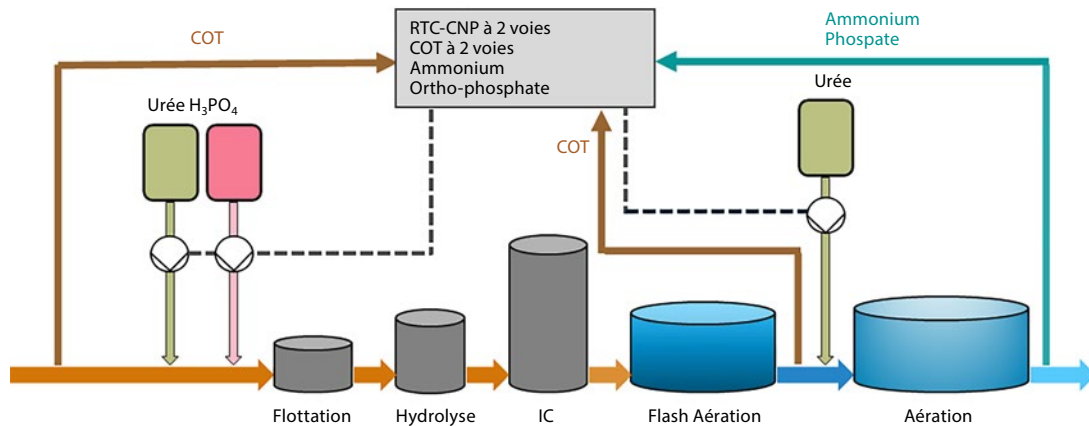 COT
RTC-CNP à 2 voies
COT à 2 voies
Ammonium
Ortho-phosphate
Ammonium
Phospate
Urée H₃PO₄
Urée
COT
Flottation
Hydrolyse
IC
Flash Aération
Aération